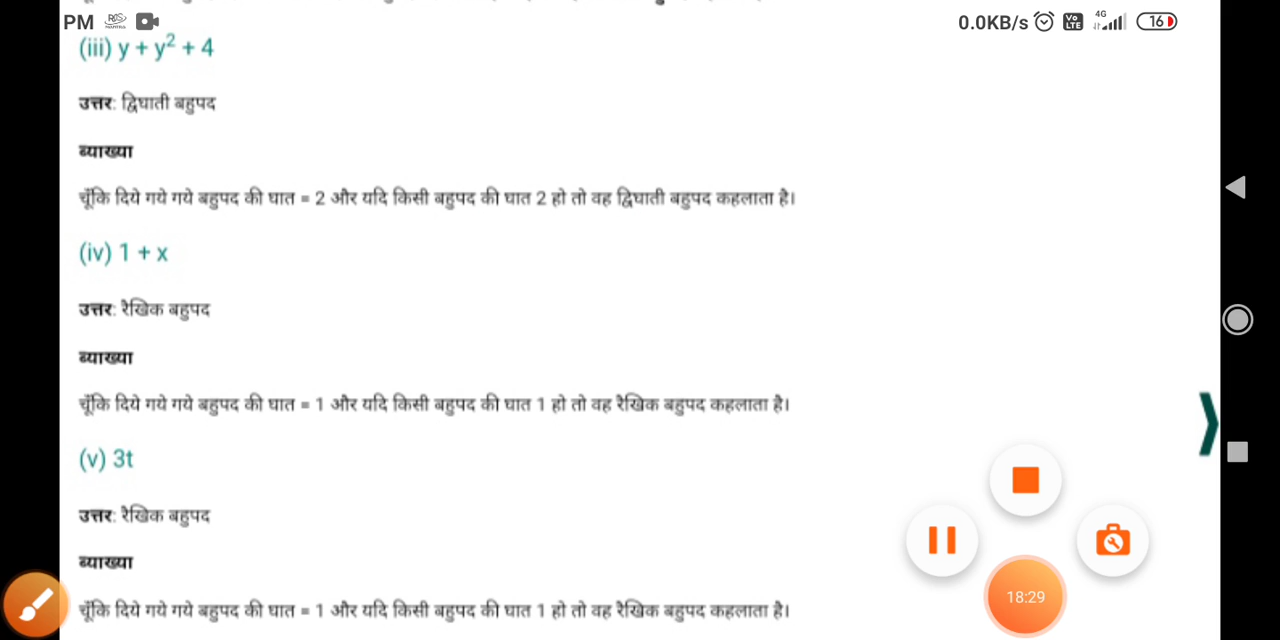 PM 0.0KB/s Vo LTE 4G 16
(iii) y + y² + 4
उत्तर: द्विघाती बहुपद
ब्याख्या
चूँकि दिये गये गये बहुपद की घात = 2 और यदि किसी बहुपद की घात 2 हो तो वह द्विघाती बहुपद कहलाता है।
(iv) 1 + x
उत्तर: रैखिक बहुपद
ब्याख्या
चूँकि दिये गये गये बहुपद की घात = 1 और यदि किसी बहुपद की घात 1 हो तो वह रैखिक बहुपद कहलाता है।
(v) 3t
उत्तर: रैखिक बहुपद
ब्याख्या
चूँकि दिये गये गये बहुपद की घात = 1 और यदि किसी बहुपद की घात 1 हो तो वह रैखिक बहुपद कहलाता है।
18:29